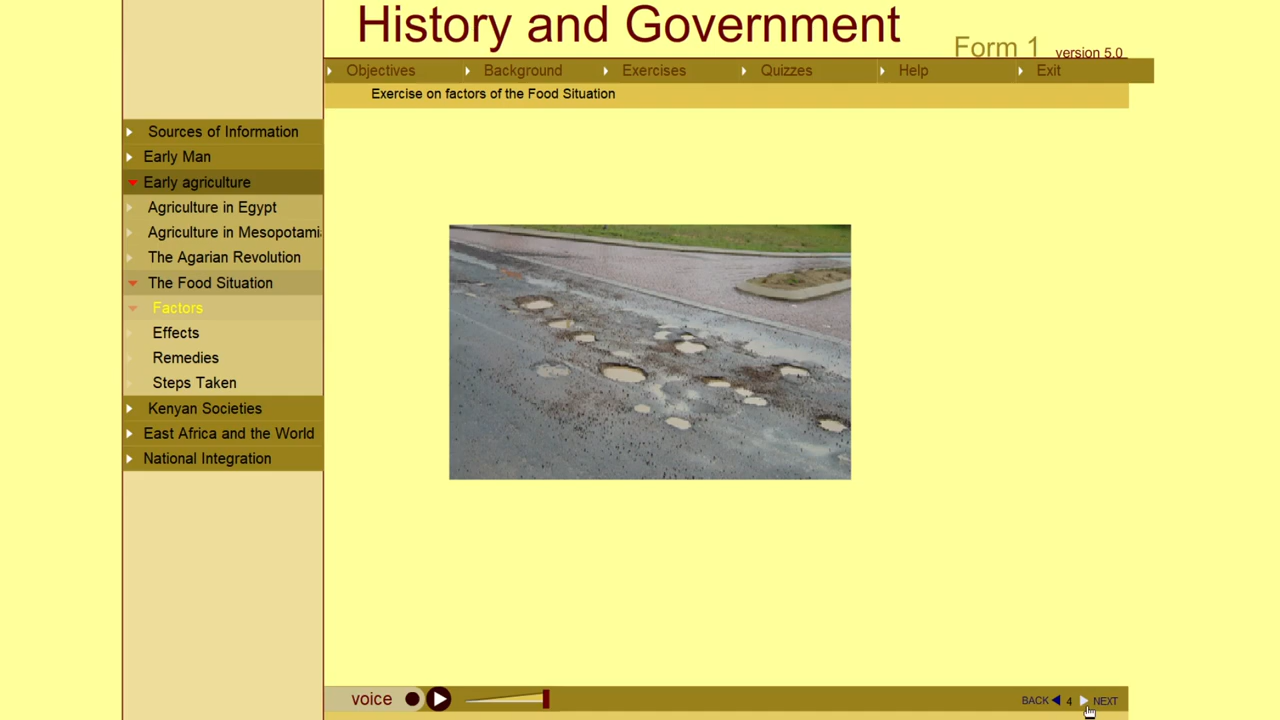 History and Government
Form 1 version 5.0
Objectives Background Exercises Quizzes Help Exit
Exercise on factors of the Food Situation
Sources of Information
Early Man
Early agriculture
Agriculture in Egypt
Agriculture in Mesopotami
The Agarian Revolution
The Food Situation
Factors
Effects
Remedies
Steps Taken
Kenyan Societies
East Africa and the World
National Integration
voice
BACK 4 NEXT